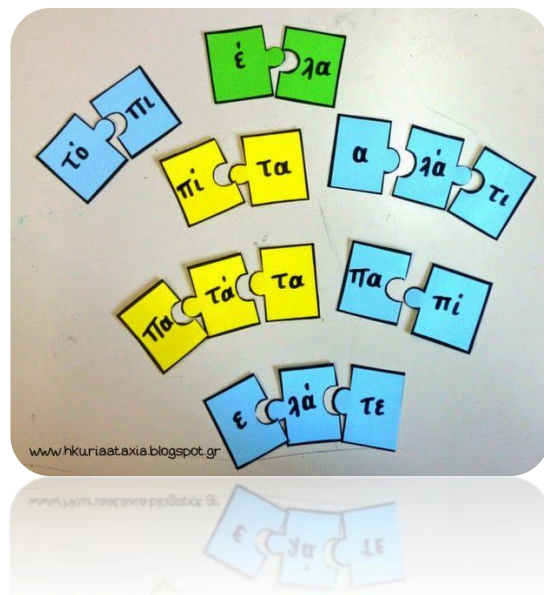 έ λα
τό πι
πί τα
α λά τι
πα τά τα
πα πί
ε λά τε
www.hkuriaataxia.blogspot.gr